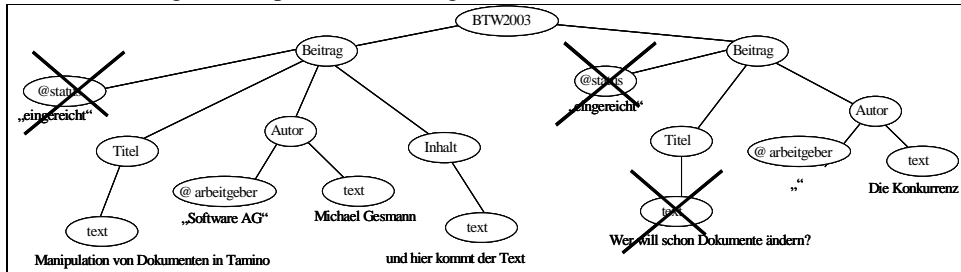 BTW2003
Beitrag
Beitrag
@status
„eingereicht“
@status
„eingereicht“
Titel
Autor
Inhalt
Titel
Autor
@ arbeitgeber
„Software AG“
text
Michael Gesmann
@ arbeitgeber
„“
text
Die Konkurrenz
text
Manipulation von Dokumenten in Tamino
text
und hier kommt der Text
text
Wer will schon Dokumente ändern?